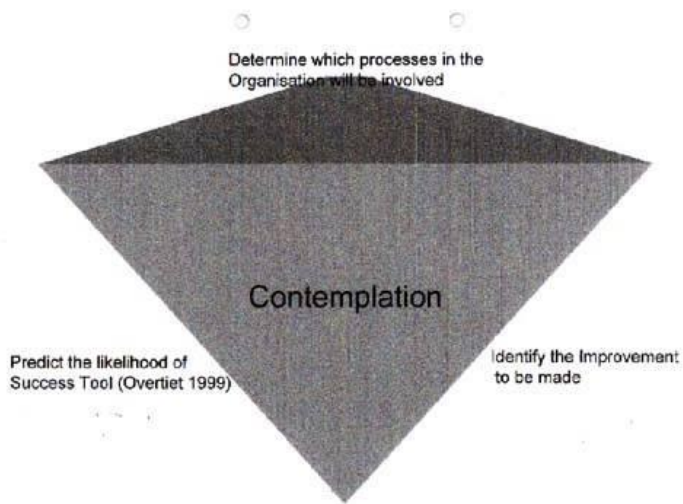 Determine which processes in the
Organisation will be involved
Contemplation
Predict the likelihood of
Success Tool (Overtiet 1999)
Identify the Improvement
to be made